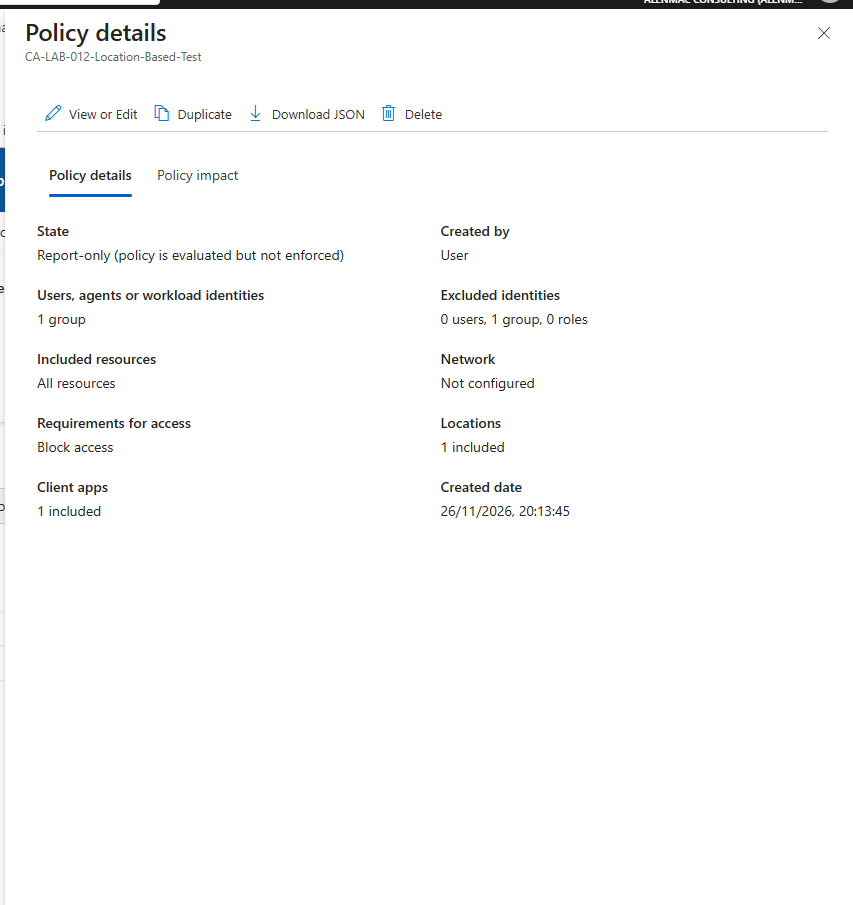 Policy details
CA-LAB-012-Location-Based-Test
View or Edit Duplicate Download JSON Delete
Policy details Policy impact
State
Report-only (policy is evaluated but not enforced)
Created by
User
Users, agents or workload identities
1 group
Excluded identities
0 users, 1 group, 0 roles
Included resources
All resources
Network
Not configured
Requirements for access
Block access
Locations
1 included
Client apps
1 included
Created date
26/11/2026, 20:13:45